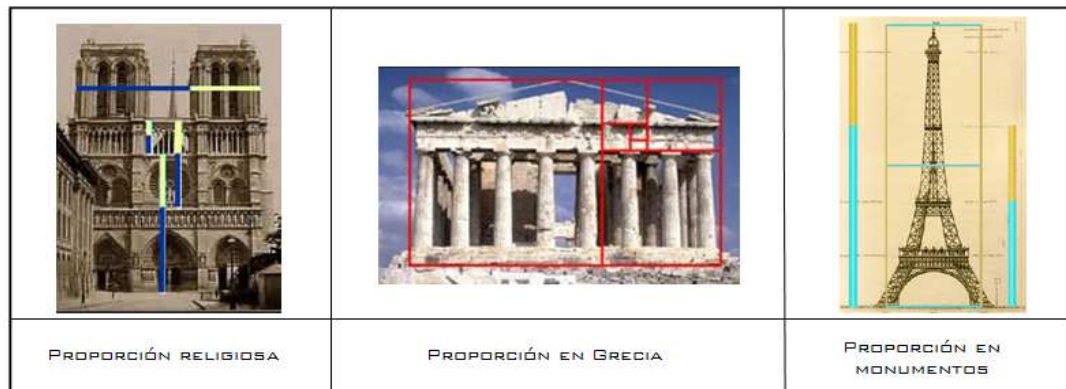 Proporción religiosa
Proporción en Grecia
Proporción en
monumentos